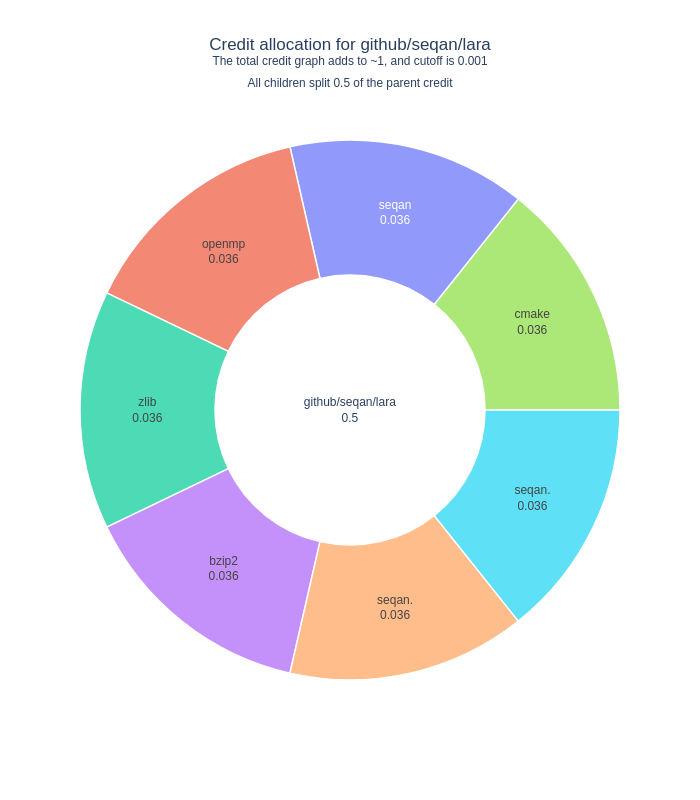 Credit allocation for github/seqan/lara
The total credit graph adds to ~1, and cutoff is 0.001
All children split 0.5 of the parent credit
seqan
0.036
openmp
0.036
cmake
0.036
zlib
0.036
github/seqan/lara
0.5
seqan.
0.036
bzip2
0.036
seqan.
0.036